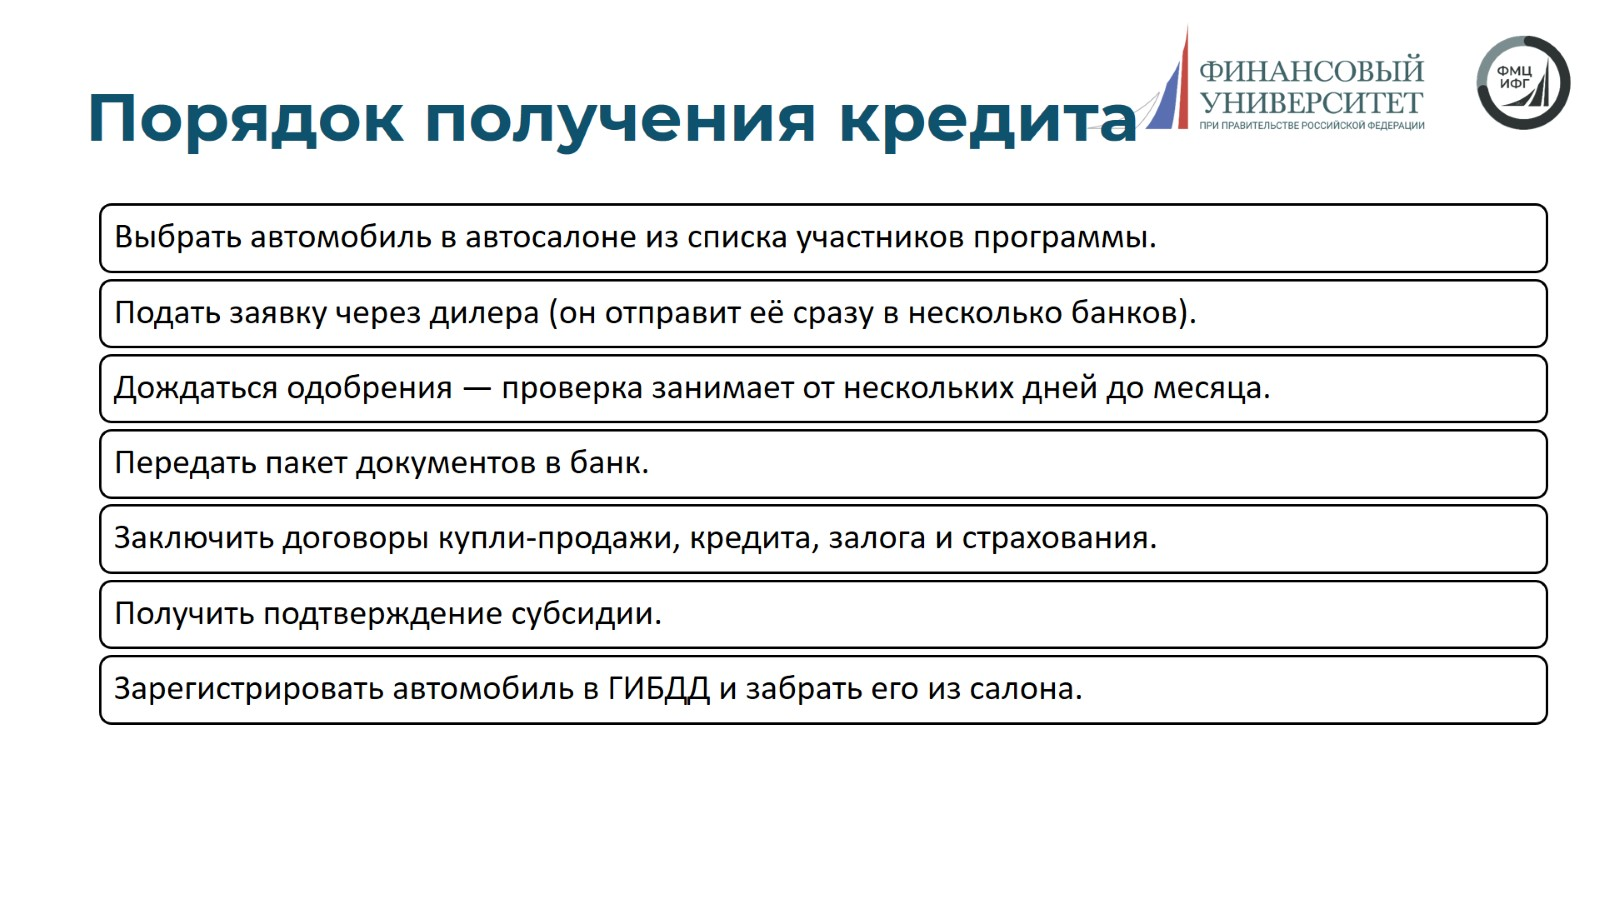 Порядок получения кредита
ФИНАНСОВЫЙ
УНИВЕРСИТЕТ
ПРИ ПРАВИТЕЛЬСТВЕ РОССИЙСКОЙ ФЕДЕРАЦИИ
ФМЦ
ИФГ
Выбрать автомобиль в автосалоне из списка участников программы.
Подать заявку через дилера (он отправит её сразу в несколько банков).
Дождаться одобрения — проверка занимает от нескольких дней до месяца.
Передать пакет документов в банк.
Заключить договоры купли-продажи, кредита, залога и страхования.
Получить подтверждение субсидии.
Зарегистрировать автомобиль в ГИБДД и забрать его из салона.